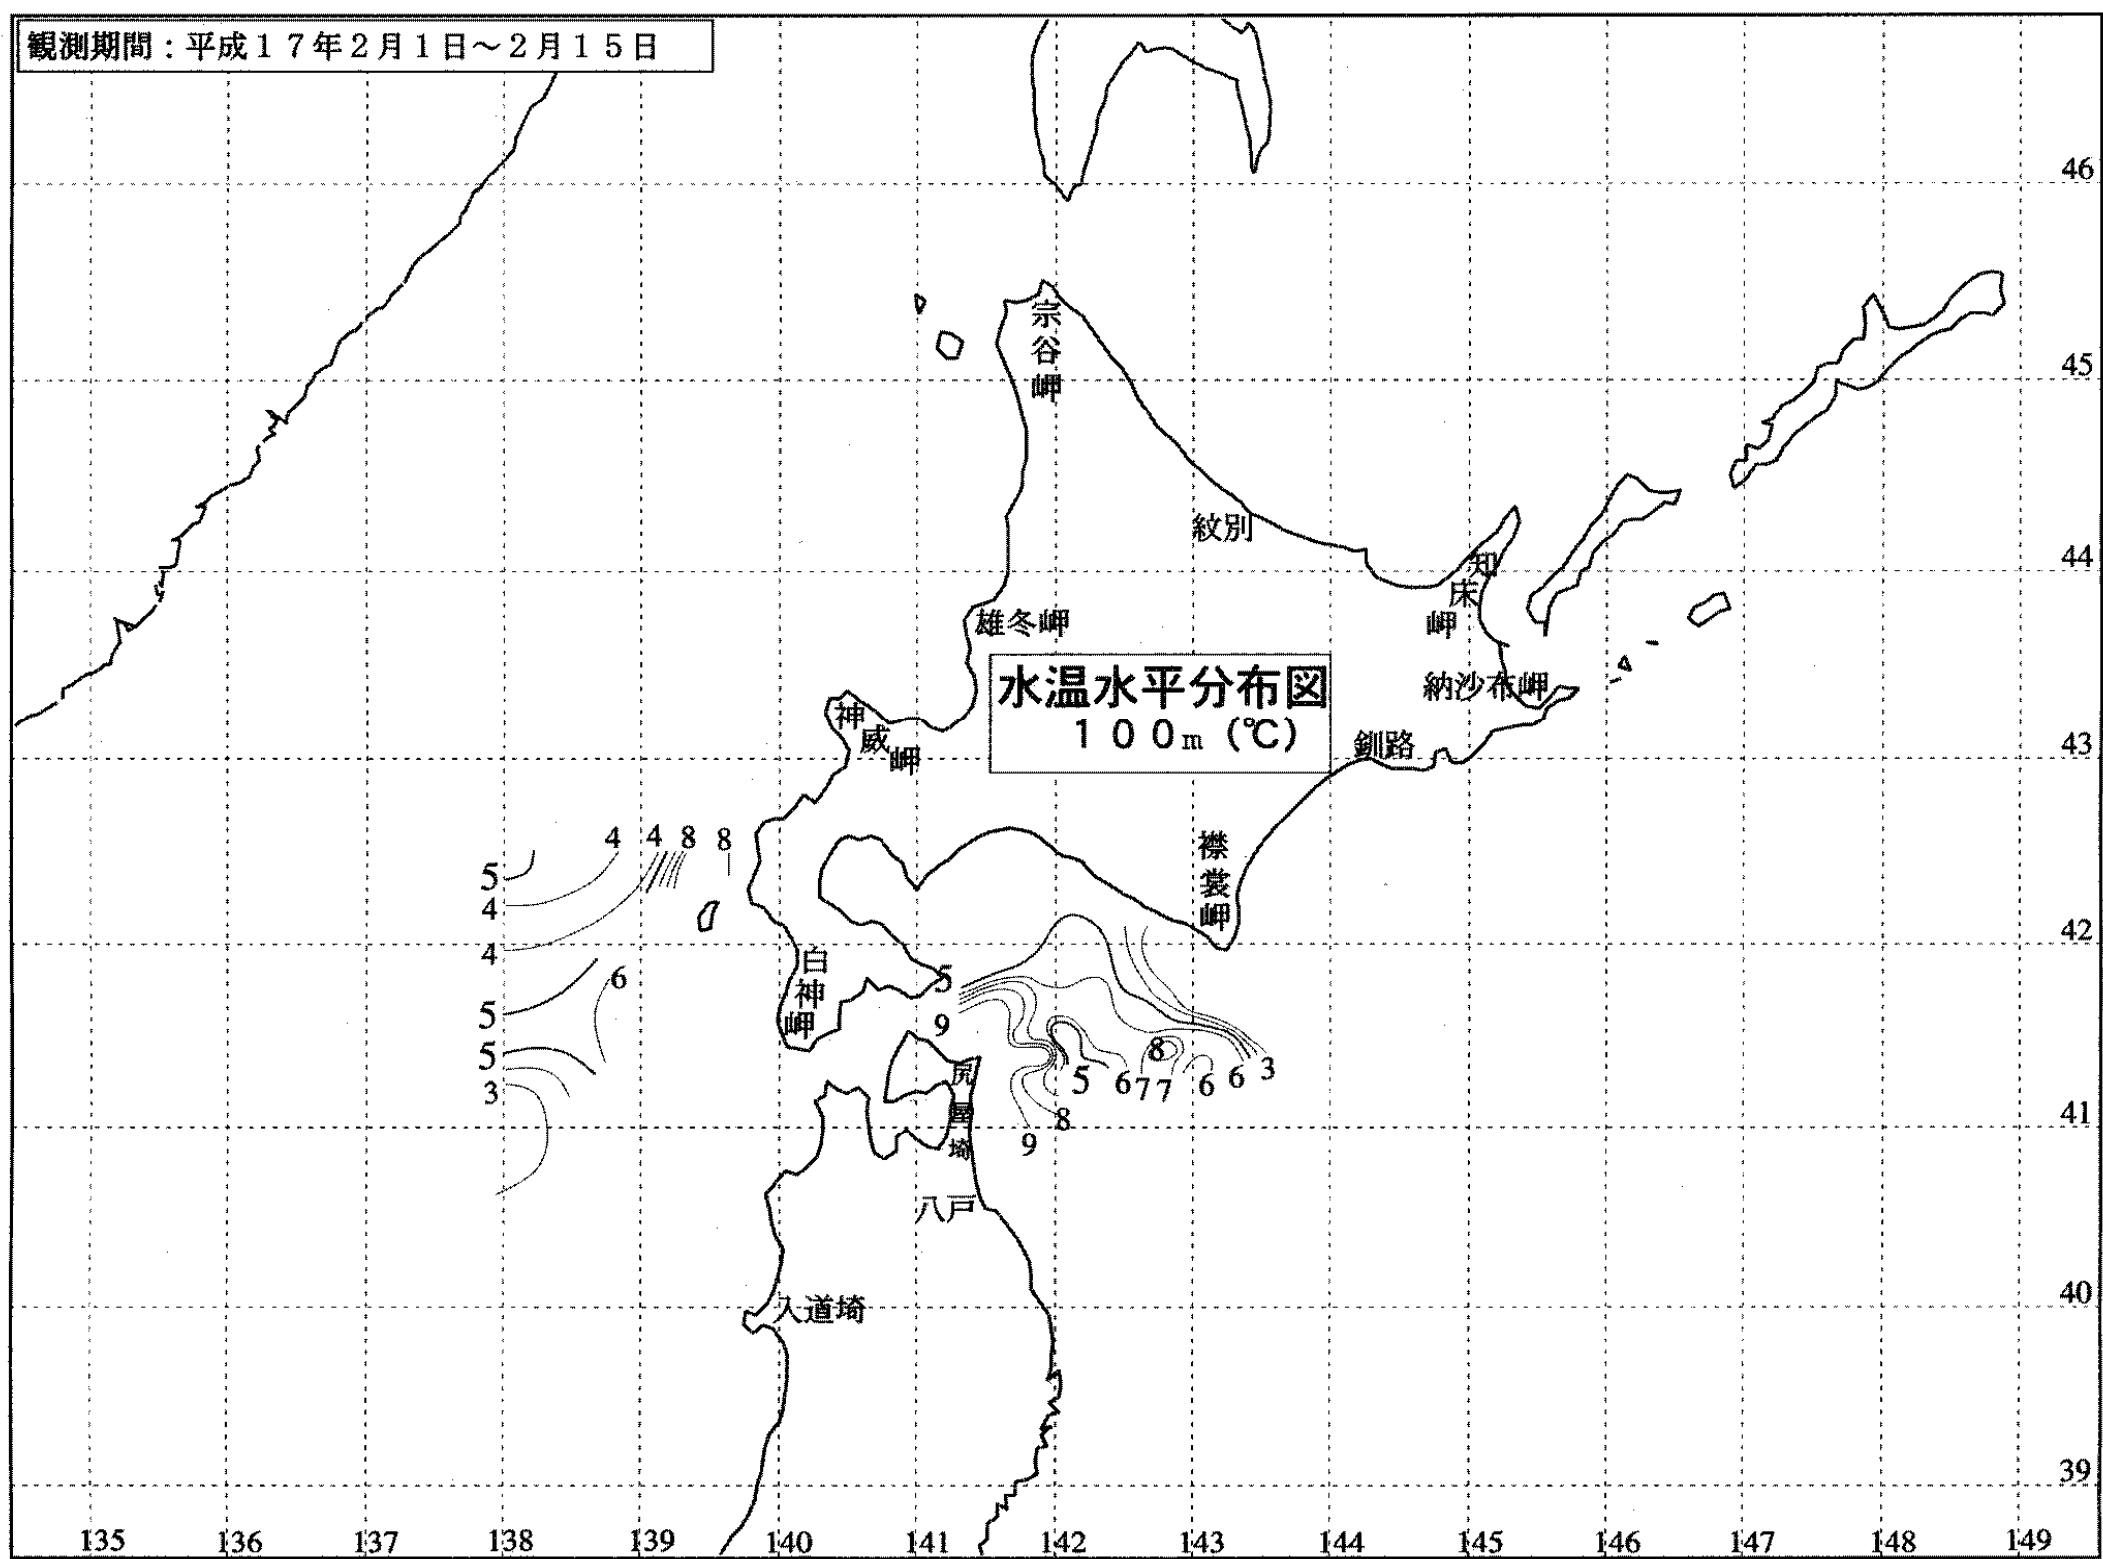 観測期間：平成１７年２月１日～２月１５日
46
45
宗谷岬
紋別
44
知床岬
雄冬岬
水温水平分布図
１００ｍ（℃）
納沙布岬
神威岬
釧路
43
4 4 8 8
5
4
襟裳岬
42
4
白神岬
6
5
5
9
5
3
8
5 6 7 7 6 6 3
尻屋埼
8
9
41
八戸
入道埼
40
39
135 136 137 138 139 140 141 142 143 144 145 146 147 148 149